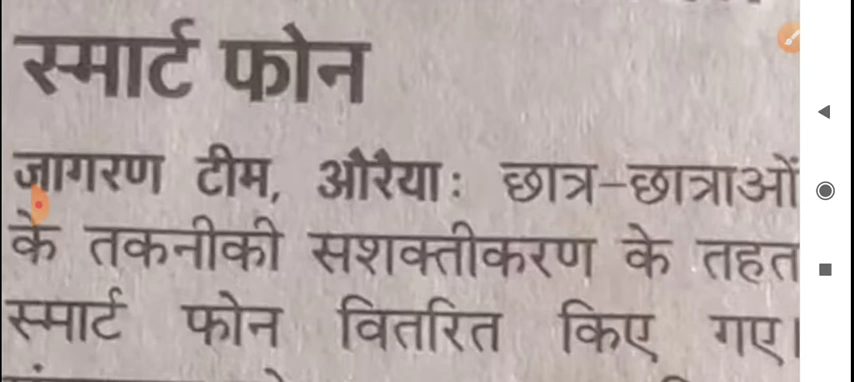 स्मार्ट फोन
जागरण टीम, औरैया: छात्र-छात्राओं
के तकनीकी सशक्तीकरण के तहत
स्मार्ट फोन वितरित किए गए।